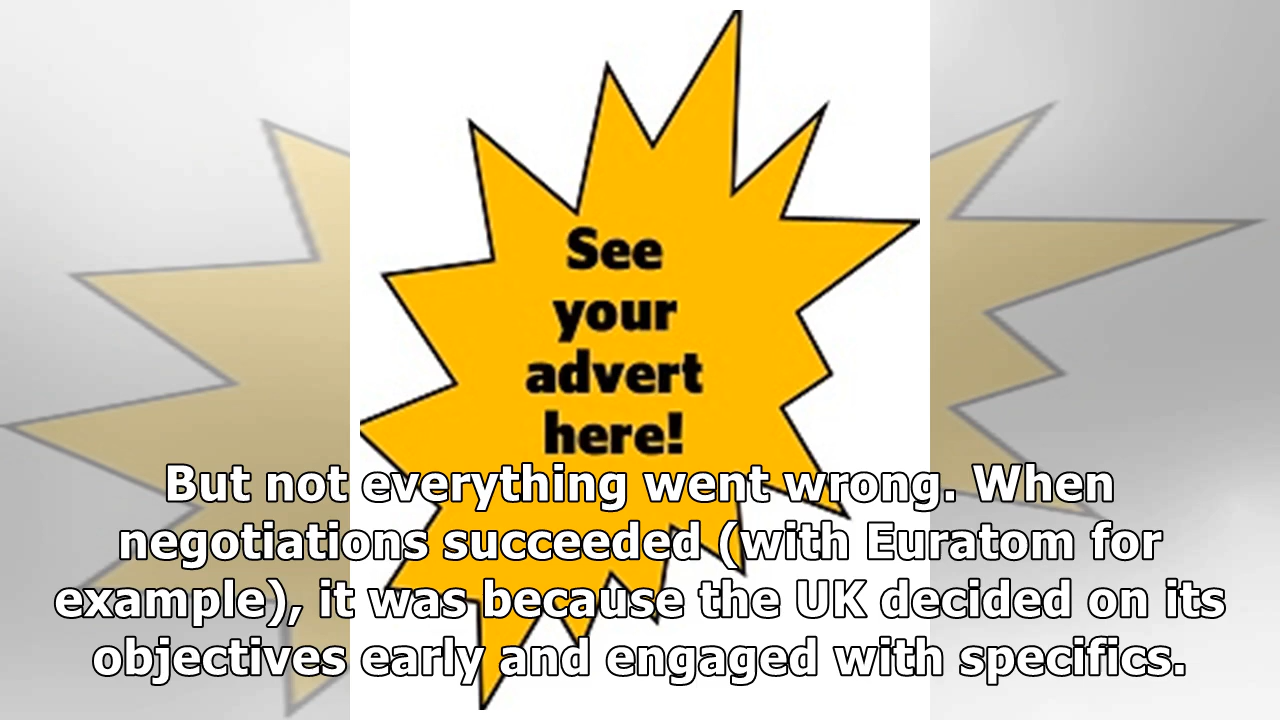 See
your
advert
here!
But not everything went wrong. When
negotiations succeeded (with Euratom for
example), it was because the UK decided on its
objectives early and engaged with specifics.